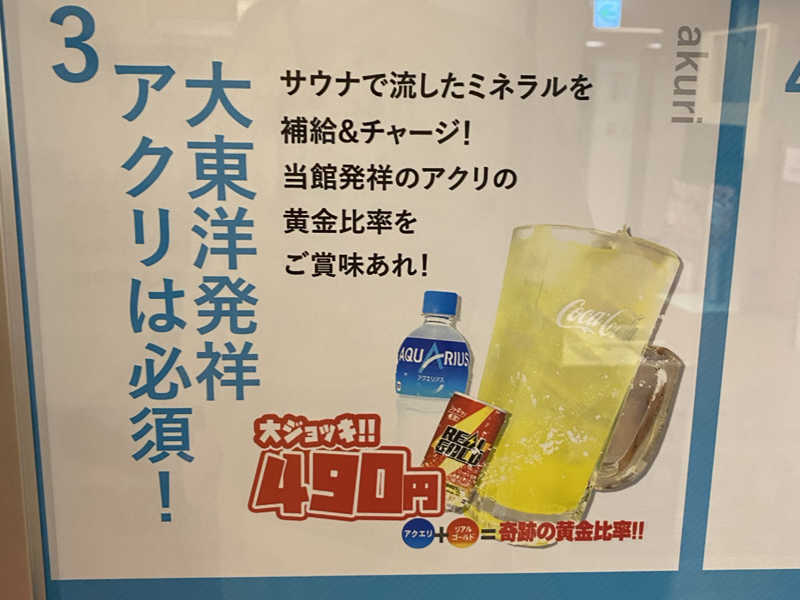 3
大東洋発祥
アクリは必須！
サウナで流したミネラルを
補給&チャージ！
当館発祥のアクリの
黄金比率を
ご賞味あれ！
akuri
Coca-Co
AQUARIUS
アクエリアス
REAL
GOLD
大ジョッキ!!
490円
アクエリ+リアルゴールド=奇跡の黄金比率!!